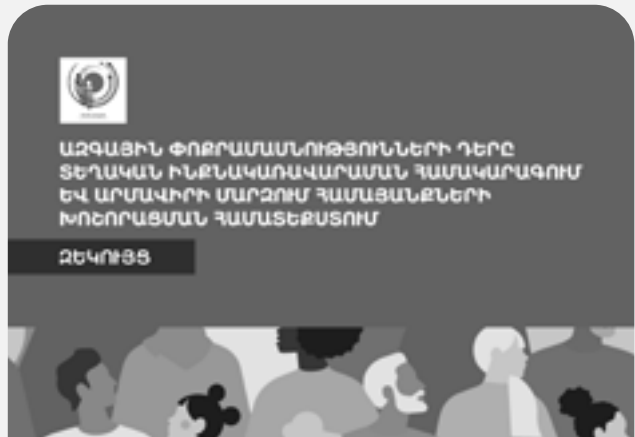 ԱԶԳԱՅԻՆ ՓՈՔՐԱՄԱՍՆՈՒԹՅՈՒՆՆԵՐԻ ԴԵՐԸ
ՏԵՂԱԿԱՆ ԻՆՔՆԱԿԱՌԱՎԱՐՄԱՆ ՀԱՄԱԿԱՐԳՈՒՄ
ԵՎ ԱՐՄԱՎԻՐԻ ՄԱՐԶՈՒՄ ՀԱՄԱՅՆՔՆԵՐԻ
ԽՈՇՈՐԱՑՄԱՆ ՀԱՄԱՏԵՔՍՏՈՒՄ
ԶԵԿՈՒՅՑ